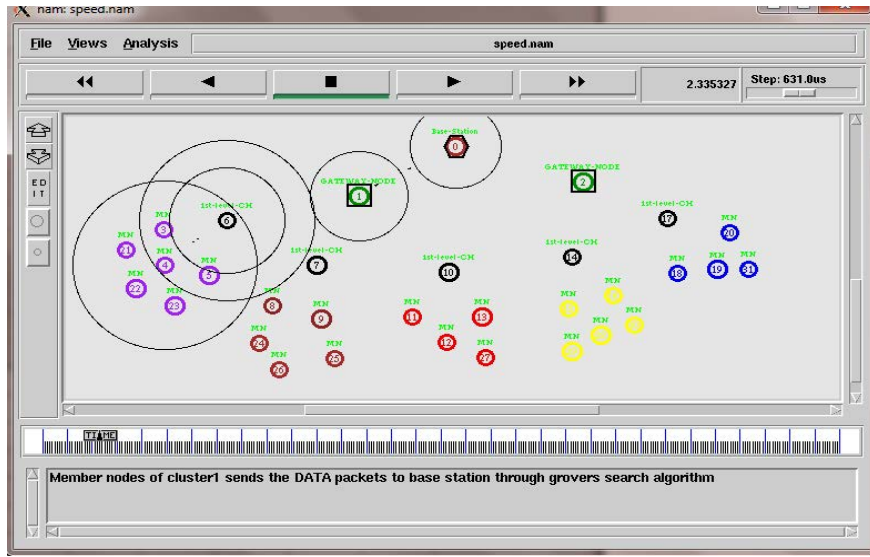 nam: speed.nam
File Views Analysis speed.nam
2.335327 Step: 631.0us
Base-Station
0
GATEWAY-NODE
1
GATEWAY-NODE
2
ED
IT
1st-level-CH
6
1st-level-CH
17
MN
3
MN
20
MN
21
MN
4
MN
5
1st-level-CH
7
1st-level-CH
10
1st-level-CH
14
MN
18
MN
19
MN
31
MN
22
MN
23
MN
8
MN
9
MN
11
MN
13
MN
MN
MN
MN
MN
MN
24
MN
26
MN
25
MN
12
MN
27
TIME
Member nodes of cluster1 sends the DATA packets to base station through grovers search algorithm